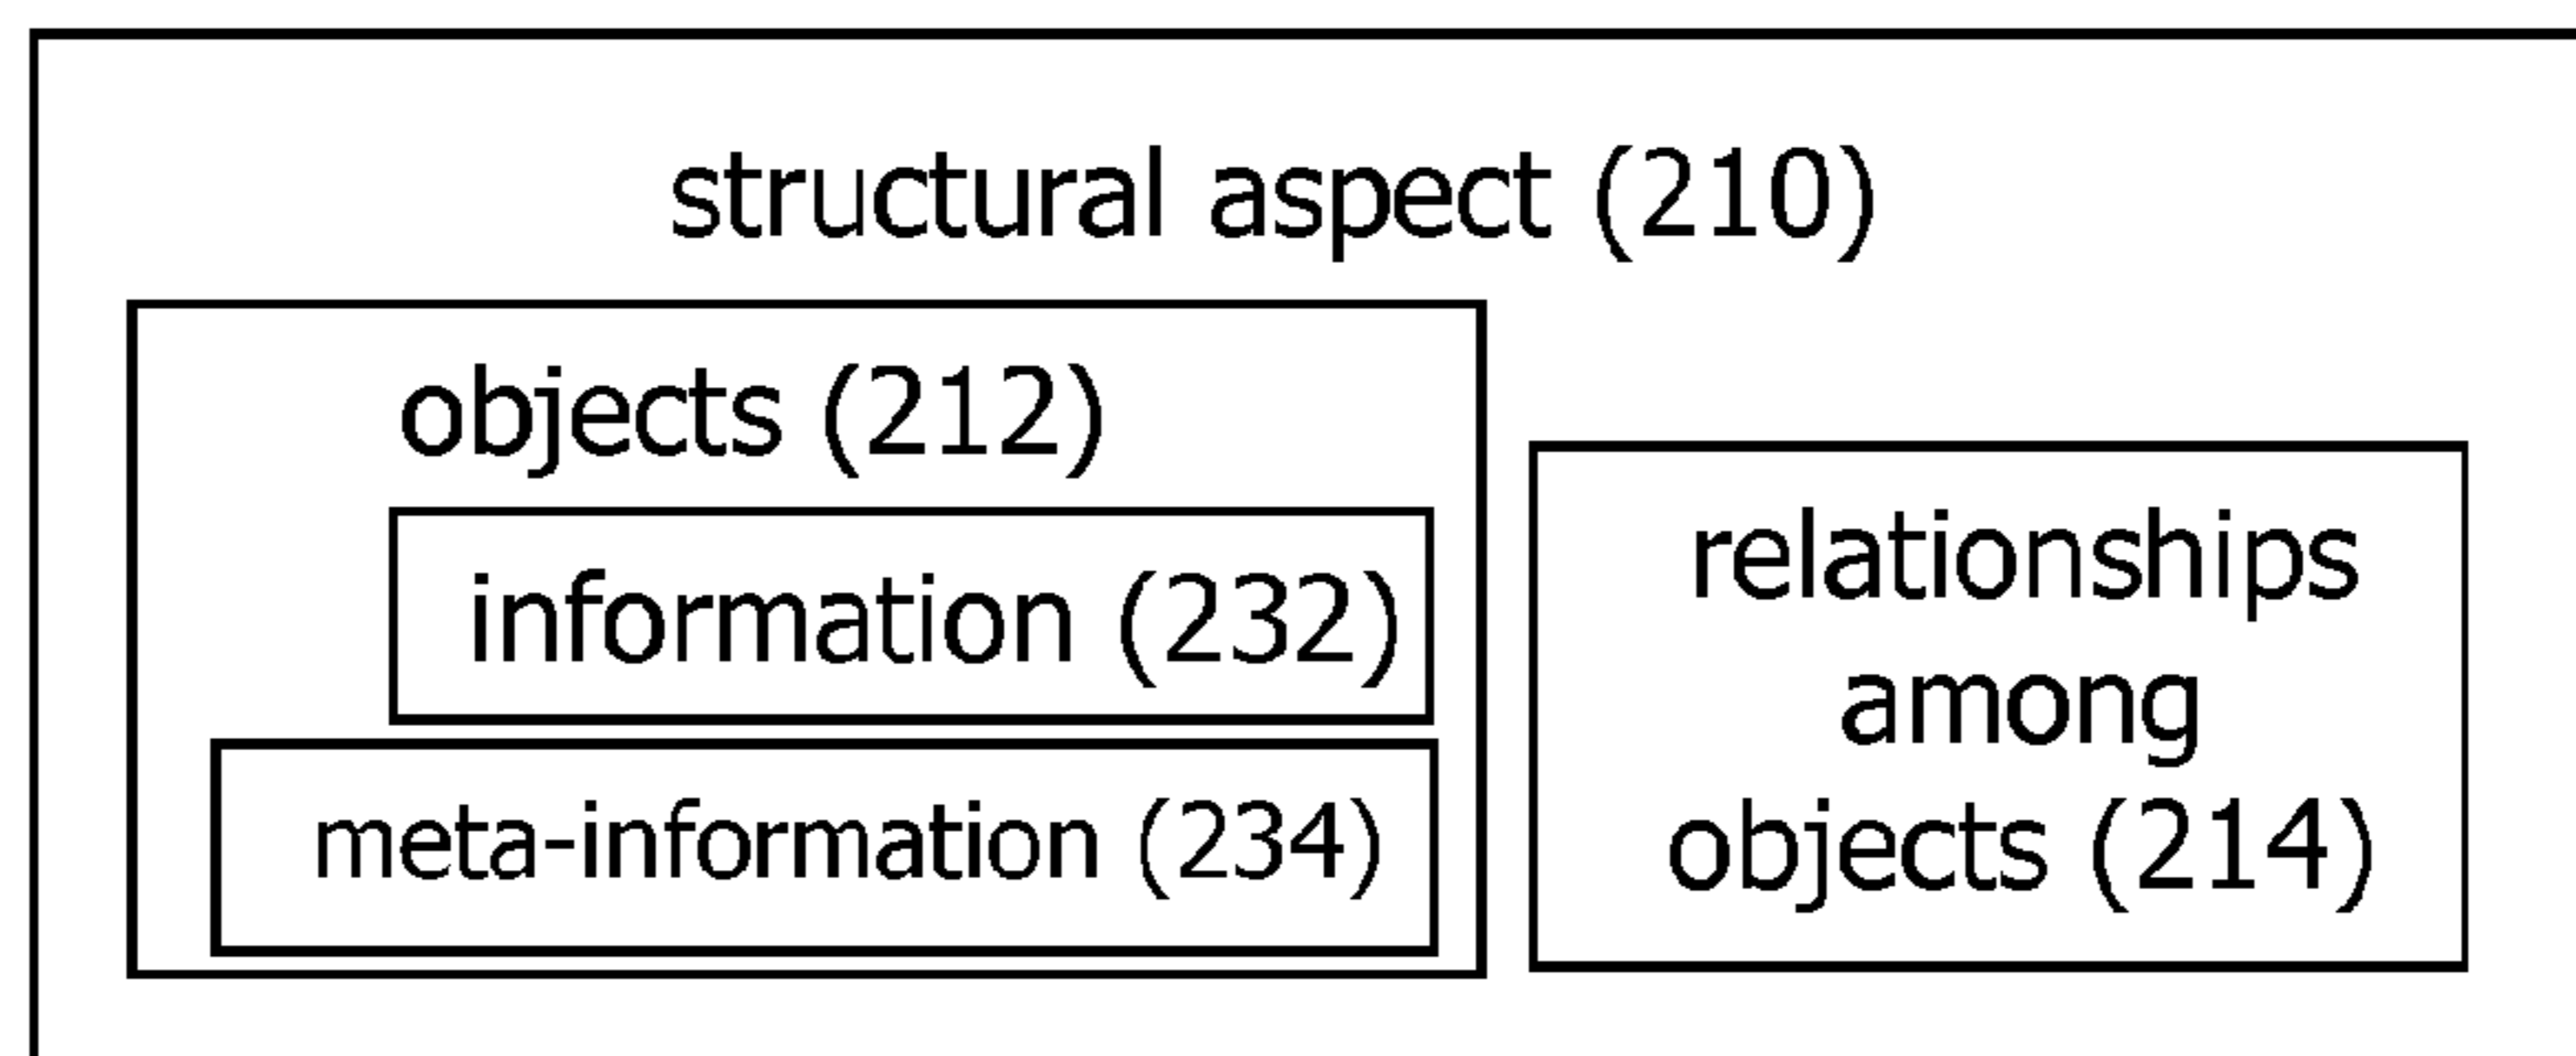 structural aspect (210)
objects (212)
information (232)
meta-information (234)
relationships
among
objects (214)